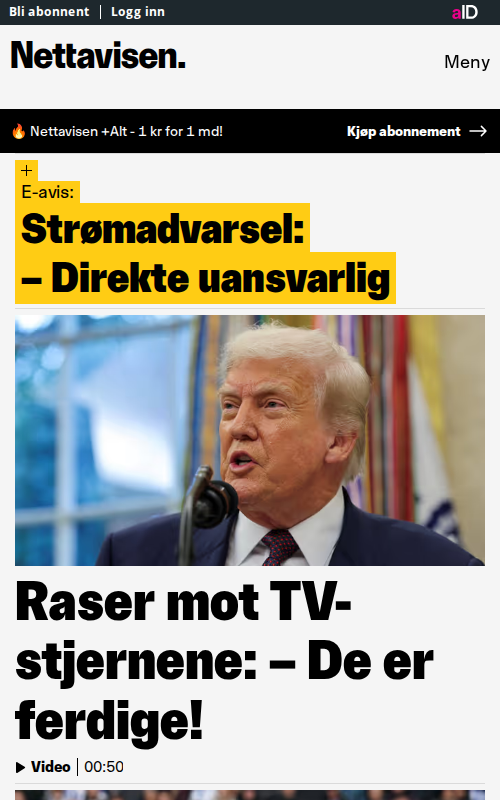 Bli abonnent | Logg inn
aID
Nettavisen.
Meny
🔥 Nettavisen +Alt - 1 kr for 1 md!
Kjøp abonnement →
+
E-avis:
Strømadvarsel:
– Direkte uansvarlig
Raser mot TV-
stjernene: – De er
ferdige!
Video | 00:50